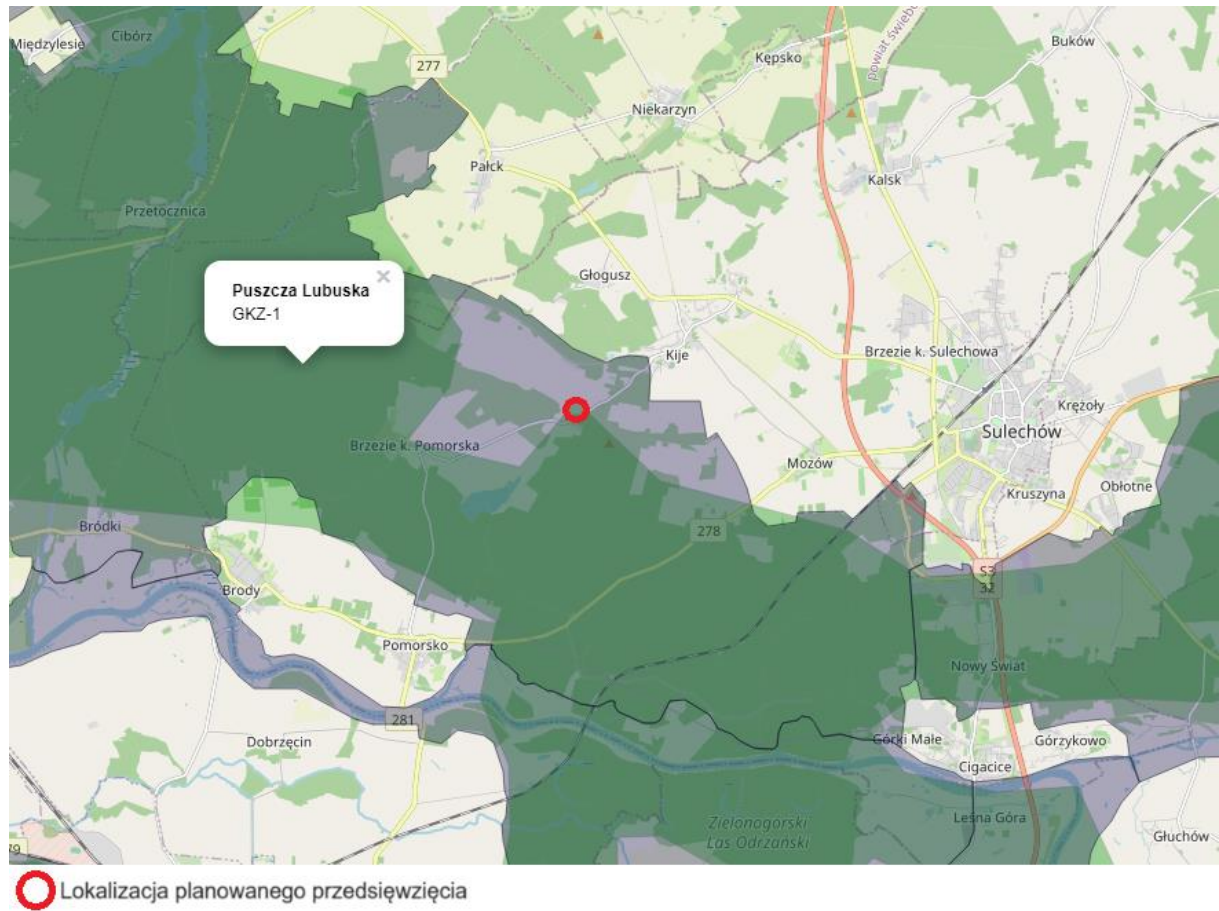 Międzylesie
Cibórz
277
Kępsko
Buków
powiat świebo
Niekarzyn
Pałck
Kalsk
Przetocznica
Głogusz
Puszcza Lubuska ×
GKZ-1
Kije
Brzezie k. Sulechowa
Krężoły
Sulechów
Brzezie k. Pomorska
Mozów
Obłotne
Kruszyna
Bródki
278
S3
32
Brody
Pomorsko
Nowy Świat
281
Dobrzęcin
Górki Małe
Górzykowo
Cigacice
Zielonogórski
Las Odrzański
Leśna Góra
Głuchów
79
Lokalizacja planowanego przedsięwzięcia